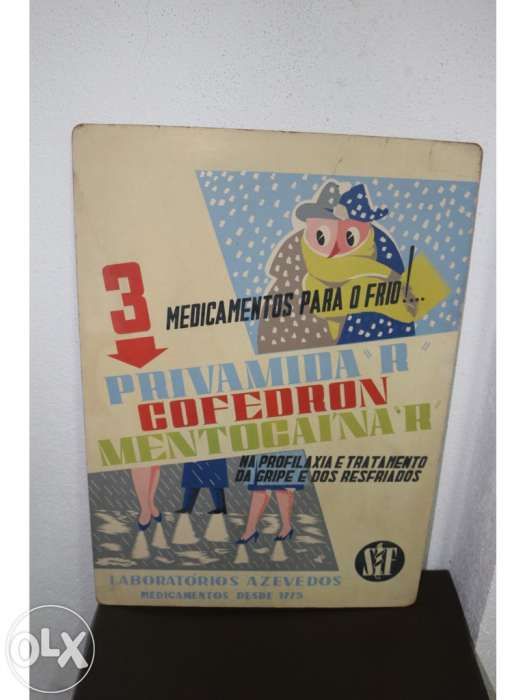 3
MEDICAMENTOS PARA O FRIO!...
PRIVAMIDA "R"
COFEDRON
MENTOCAÍNA "R"
NA PROFILAXIA E TRATAMENTO
DA GRIPE E DOS RESFRIADOS
SIF
LABORATÓRIOS AZEVEDOS
MEDICAMENTOS DESDE 1775
OLX